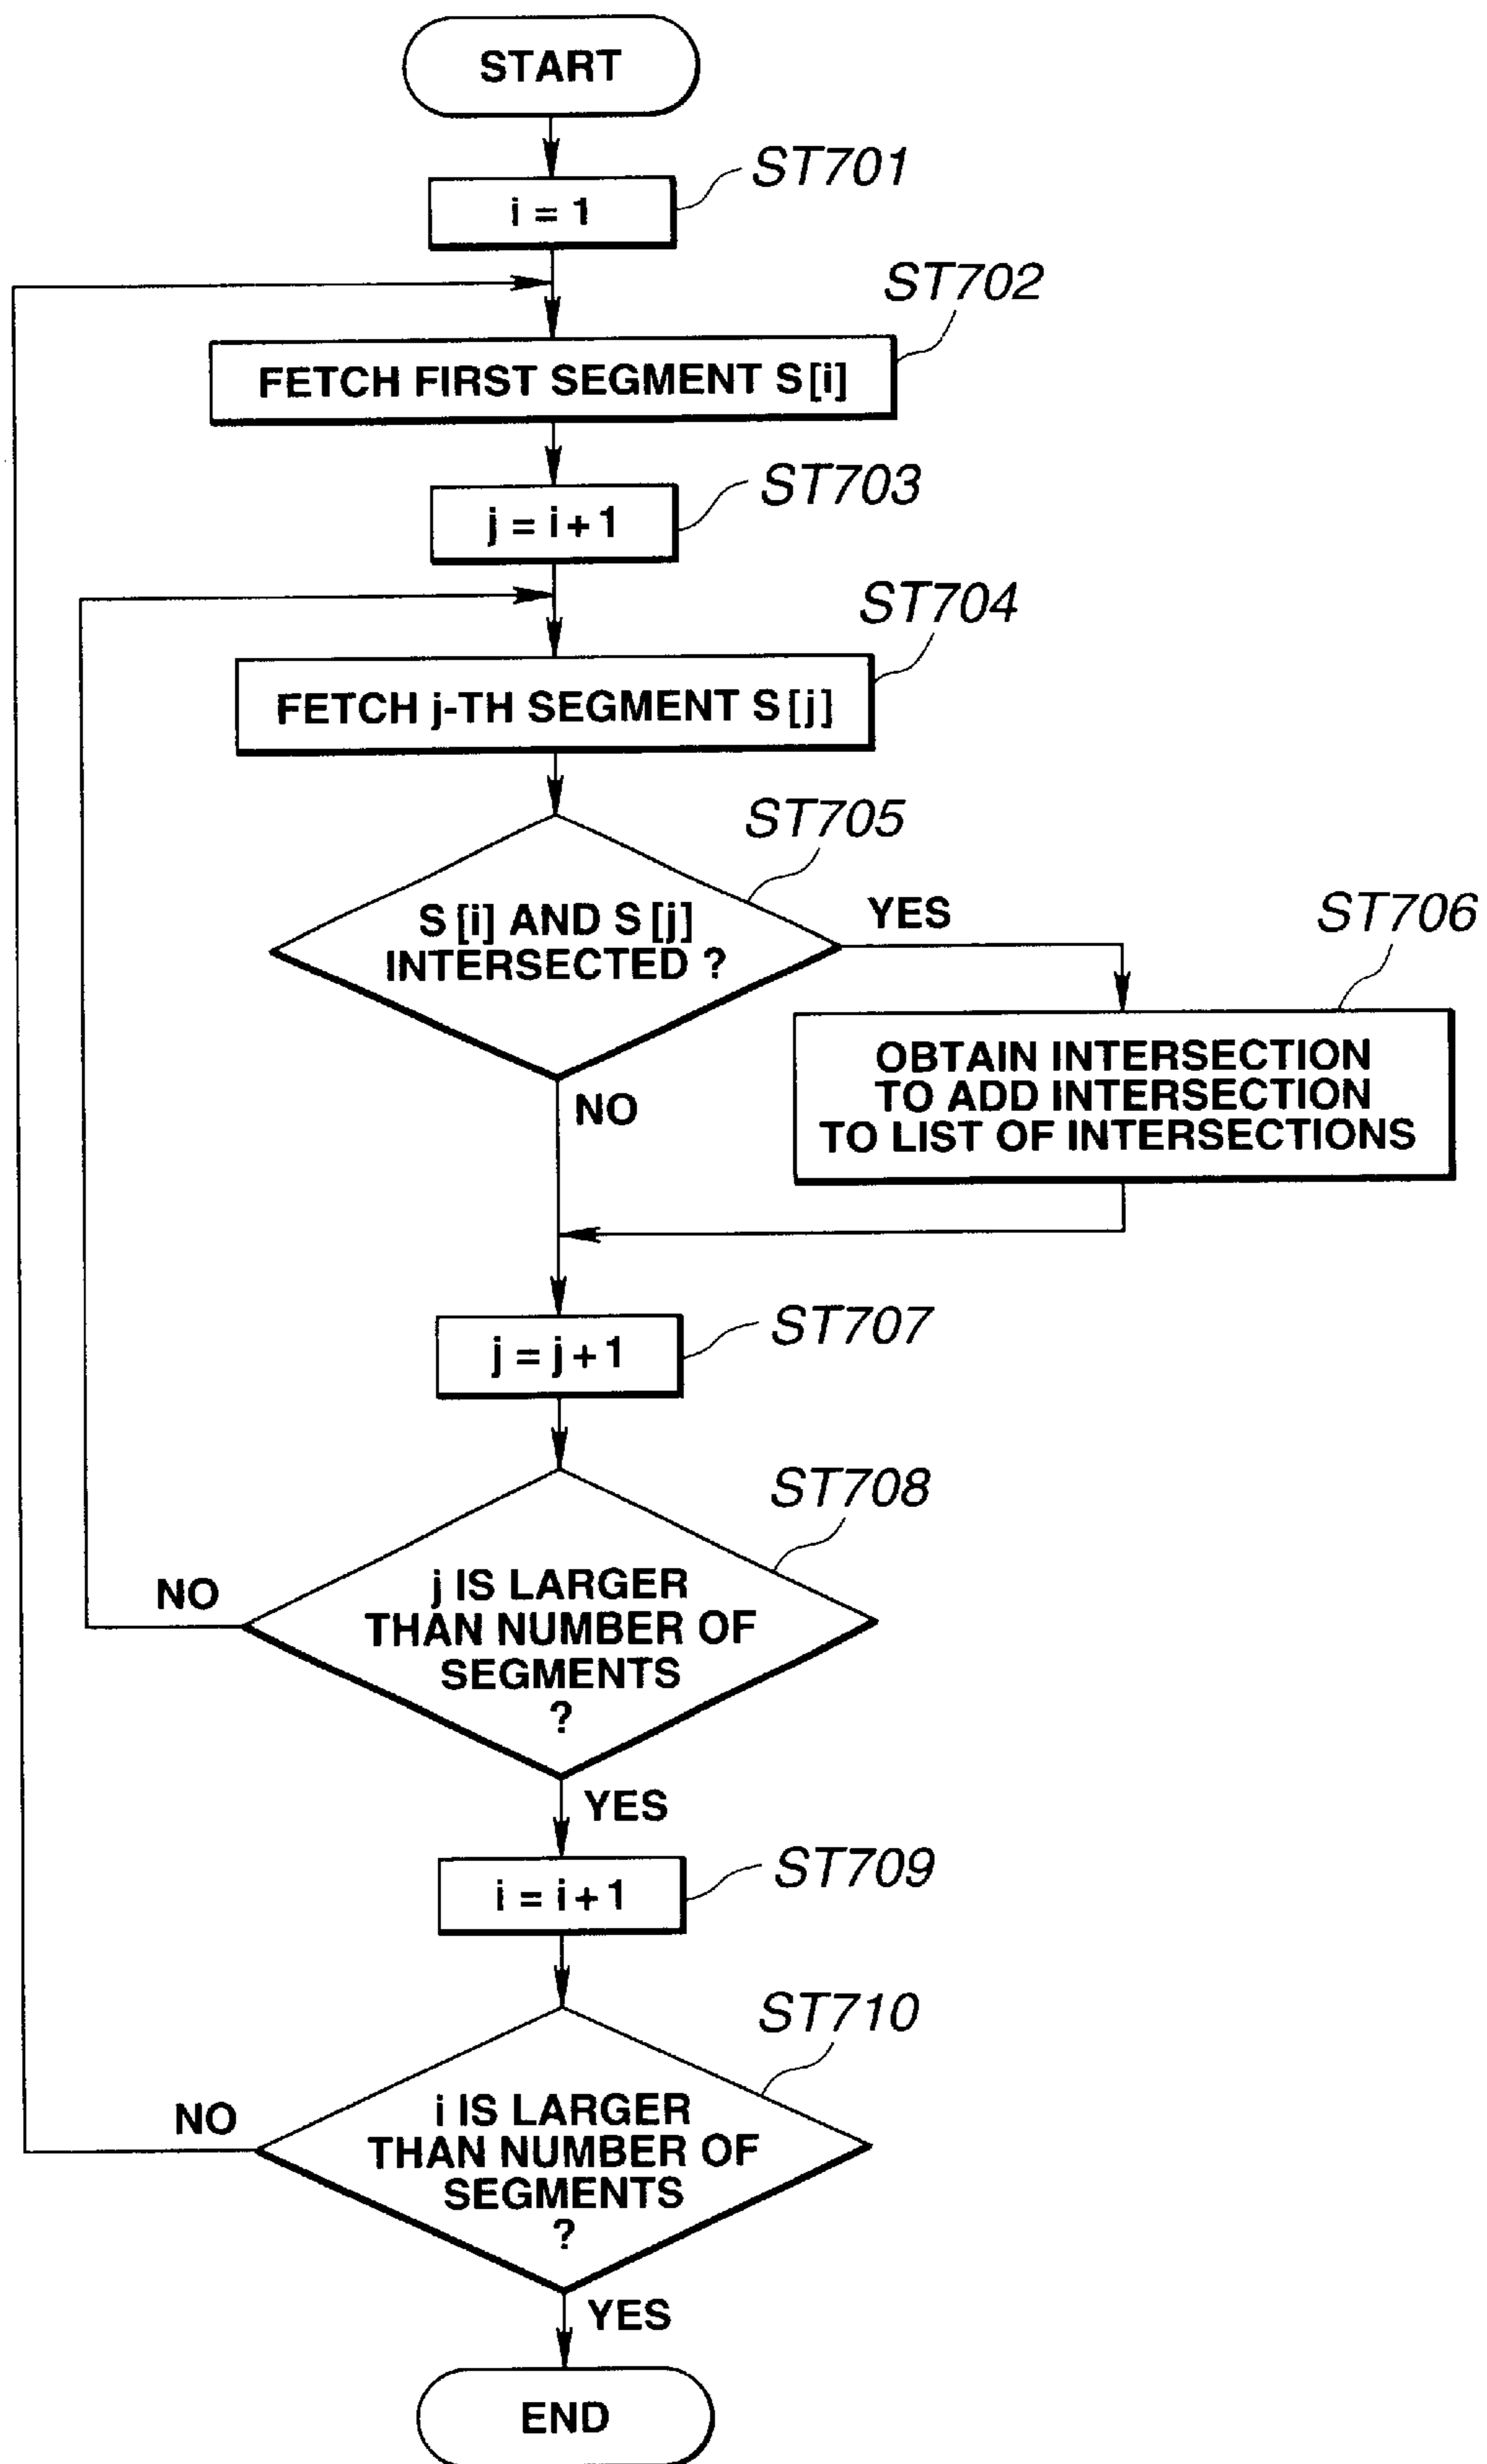 START
ST701
i = 1
ST702
FETCH FIRST SEGMENT S[i]
ST703
j = i+1
ST704
FETCH j-TH SEGMENT S[j]
ST705
S[i] AND S[j]
INTERSECTED ?
YES
ST706
OBTAIN INTERSECTION
TO ADD INTERSECTION
TO LIST OF INTERSECTIONS
NO
ST707
j = j+1
ST708
j IS LARGER
THAN NUMBER OF
SEGMENTS
?
NO
YES
ST709
i = i+1
ST710
i IS LARGER
THAN NUMBER OF
SEGMENTS
?
NO
YES
END